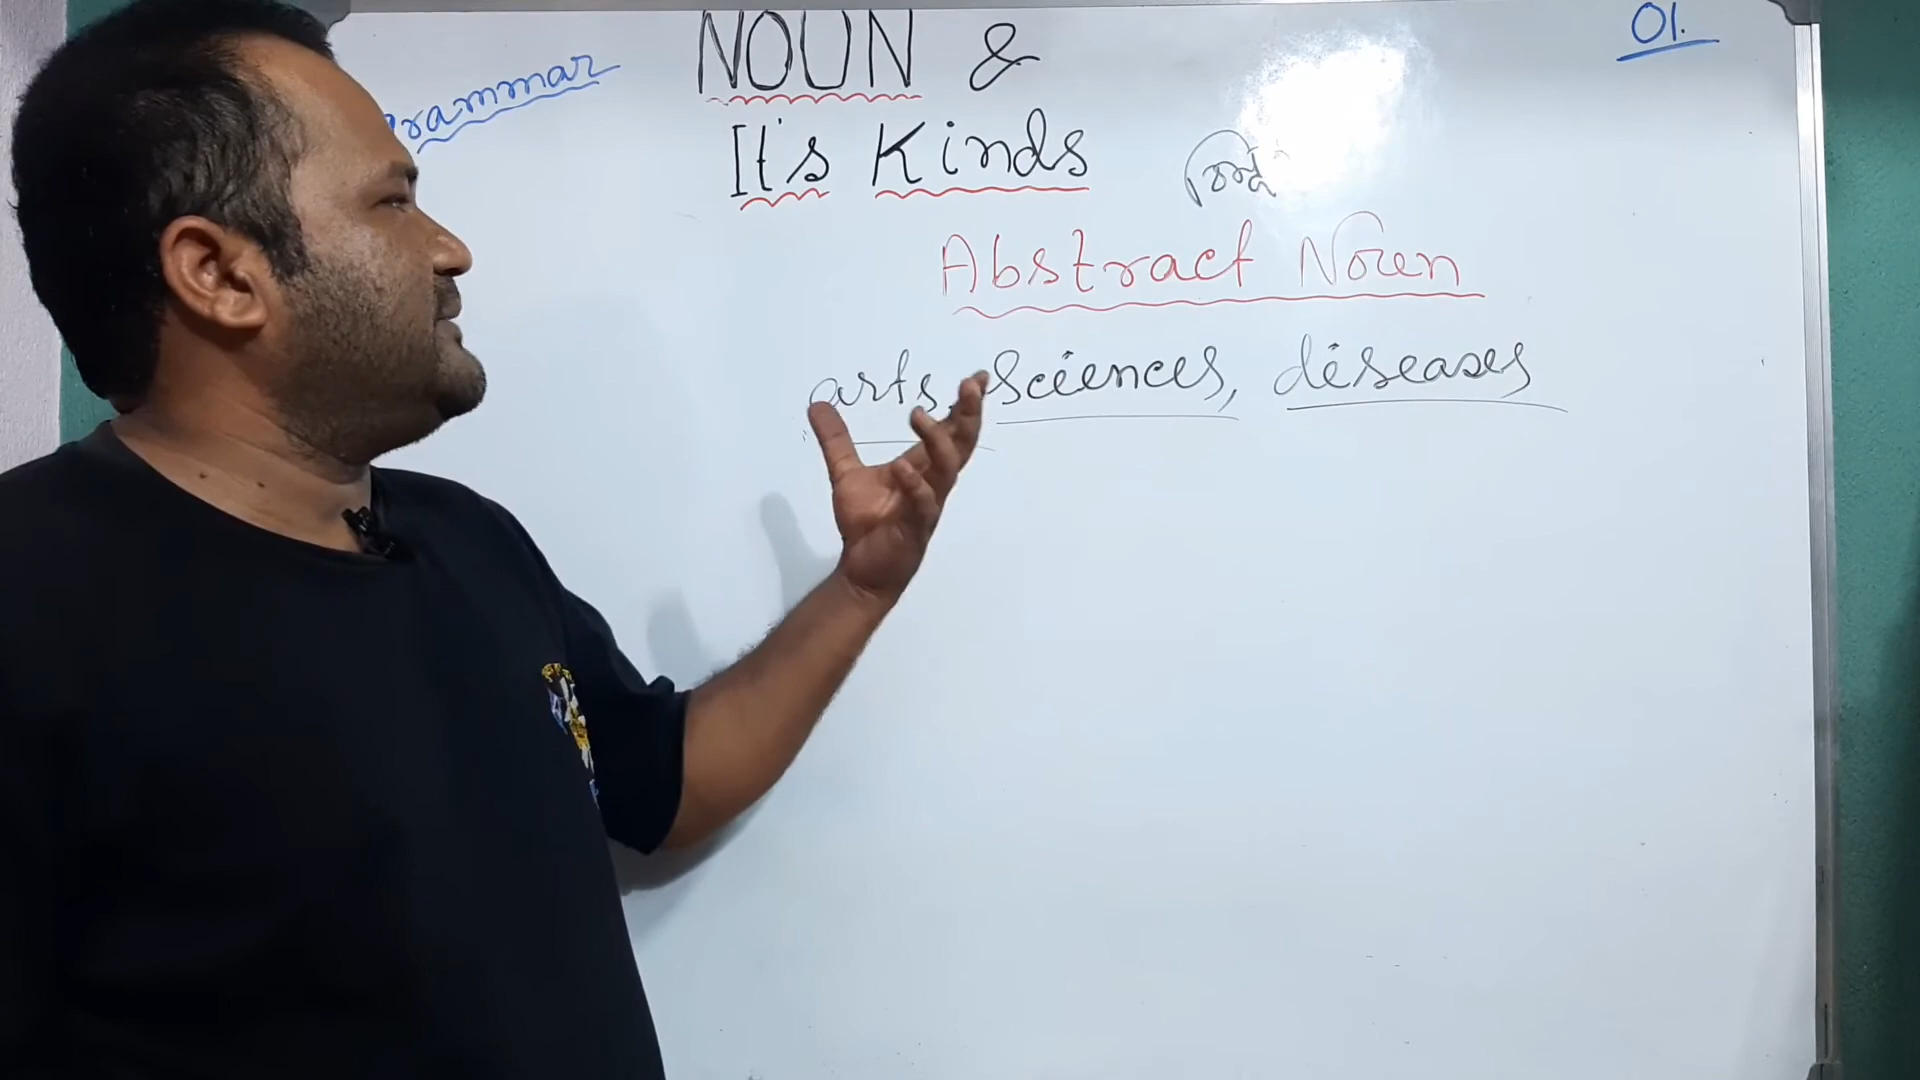 Grammar
NOUN &
It's Kinds
01.
Abstract Noun
arts, sciences, diseases